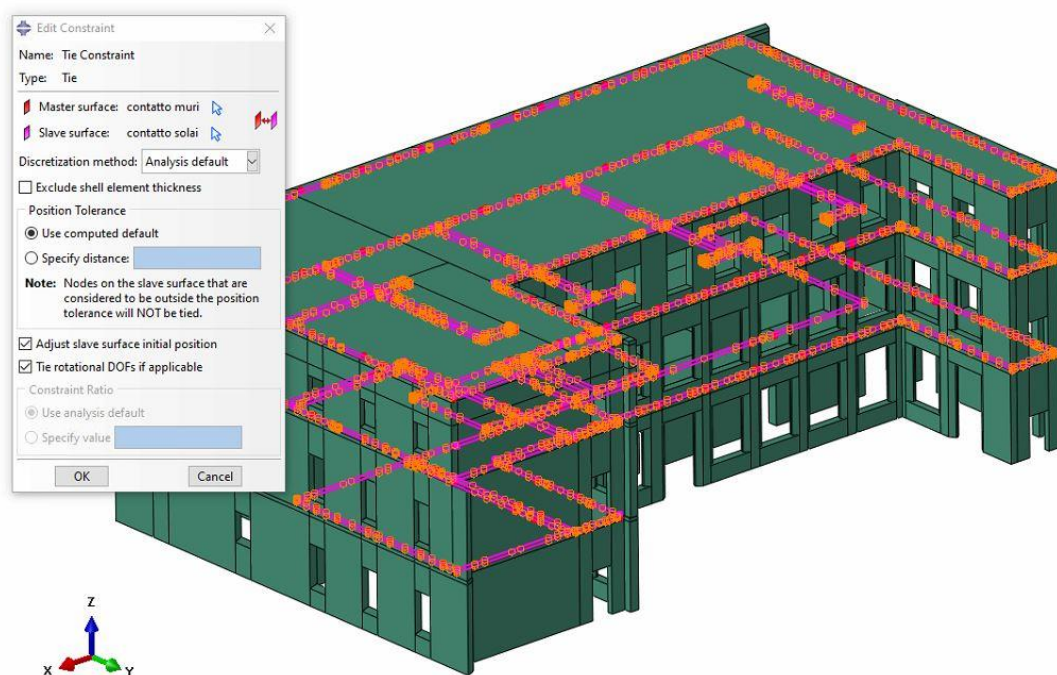 Edit Constraint
Name: Tie Constraint
Type: Tie
Master surface: contatto muri
Slave surface: contatto solai
Discretization method: Analysis default
Exclude shell element thickness
Position Tolerance
Use computed default
Specify distance:
Note: Nodes on the slave surface that are
considered to be outside the position
tolerance will NOT be tied.
Adjust slave surface initial position
Tie rotational DOFs if applicable
Constraint Ratio
Use analysis default
Specify value
OK Cancel
Z
X Y